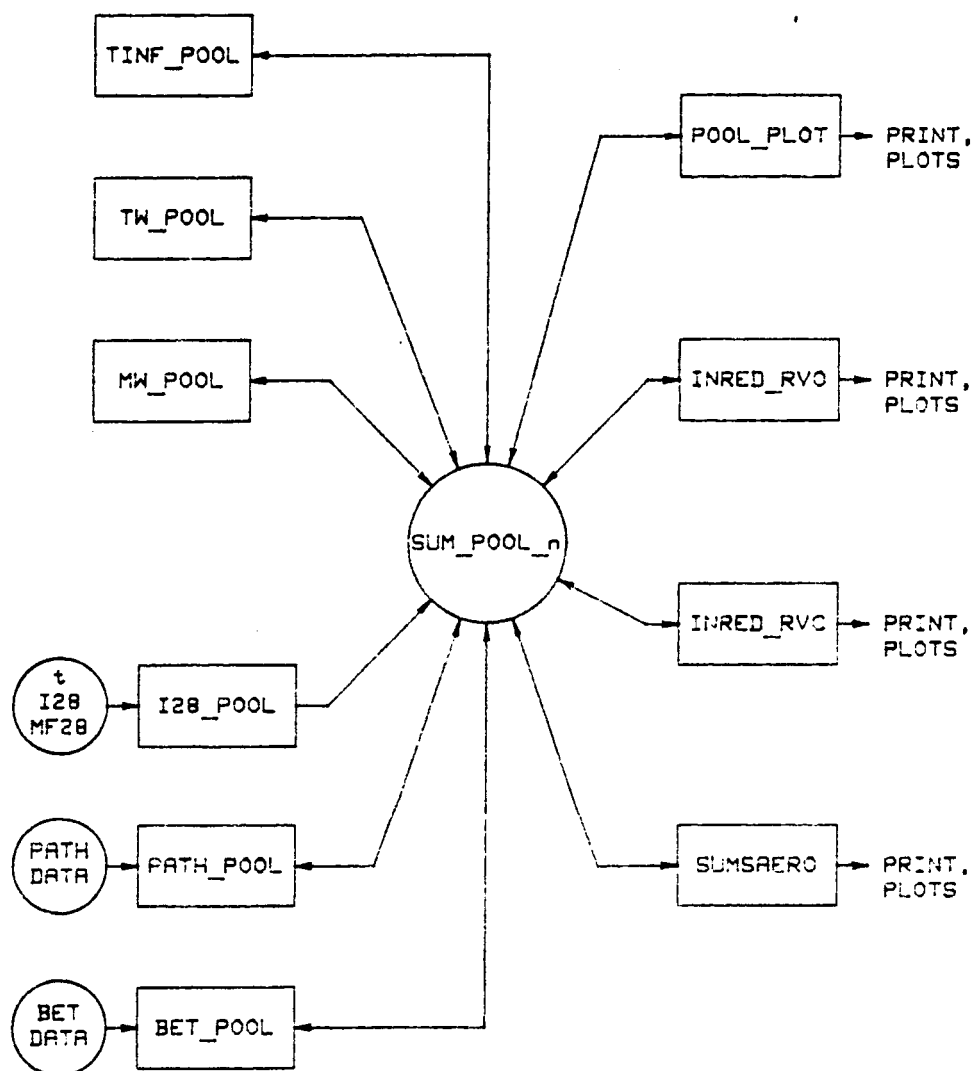 TINF_POOL
POOL_PLOT
PRINT,
PLOTS
TW_POOL
MW_POOL
INRED_RVO
PRINT,
PLOTS
SUM_POOL_n
INRED_RVC
PRINT,
PLOTS
t
I28
MF28
I28_POOL
PATH
DATA
PATH_POOL
SUMSAERO
PRINT,
PLOTS
BET
DATA
BET_POOL